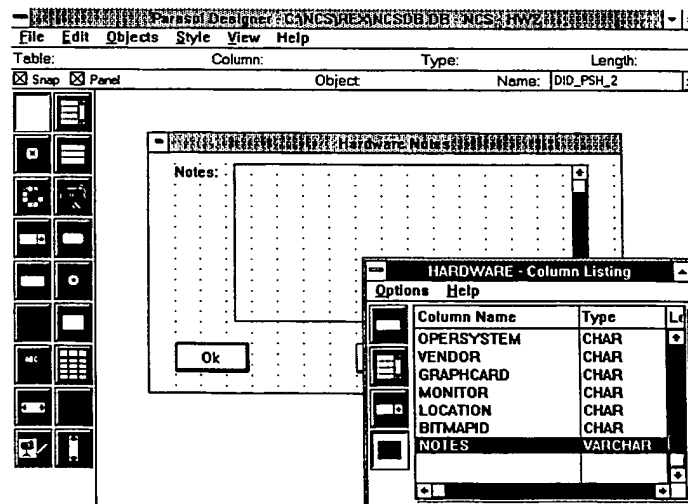 Parasol Designer - C:\NCS\REX\NCSDB.DB - NCS - HW2
File Edit Objects Style View Help
Table: Column: Type: Length:
Snap Panel Object Name: DID_PSH_2
Hardware Notes
Notes:
Ok
HARDWARE - Column Listing
Options Help
Column Name Type
OPERSYSTEM CHAR
VENDOR CHAR
GRAPHCARD CHAR
MONITOR CHAR
LOCATION CHAR
BITMAPID CHAR
NOTES VARCHAR